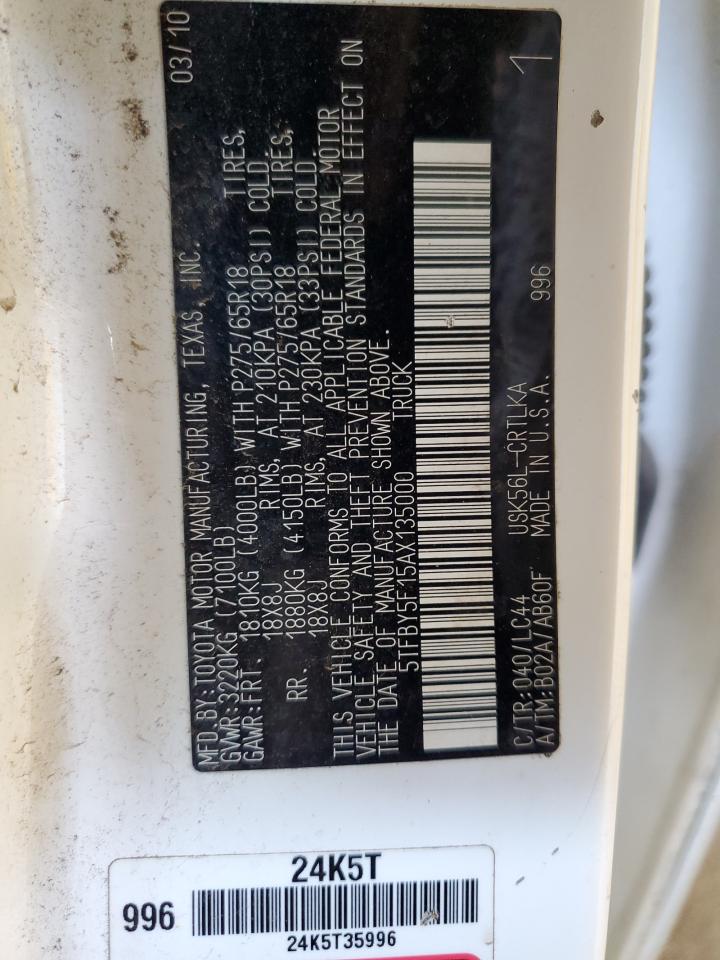 MFD.BY:TOYOTA MOTOR MANUFACTURING, TEXAS, INC. 03/10
GVWR:3220KG (7100LB)
GAWR:FRT. 1810KG (4000LB) WITH P275/65R18 TIRES,
18X8J RIMS, AT 210KPA (30PSI) COLD
RR. 1880KG (4150LB) WITH P275/65R18 TIRES,
18X8J RIMS, AT 230KPA (33PSI) COLD.
THIS VEHICLE CONFORMS TO ALL APPLICABLE FEDERAL MOTOR
VEHICLE SAFETY AND THEFT PREVENTION STANDARDS IN EFFECT ON
THE DATE OF MANUFACTURE SHOWN ABOVE.
5TFBY5F15AX135000 TRUCK
C/TR:040/LC44 USK56L-CRTLKA
A/TM:B02A/AB60F MADE IN U.S.A. 996 1
24K5T
996
24K5T35996